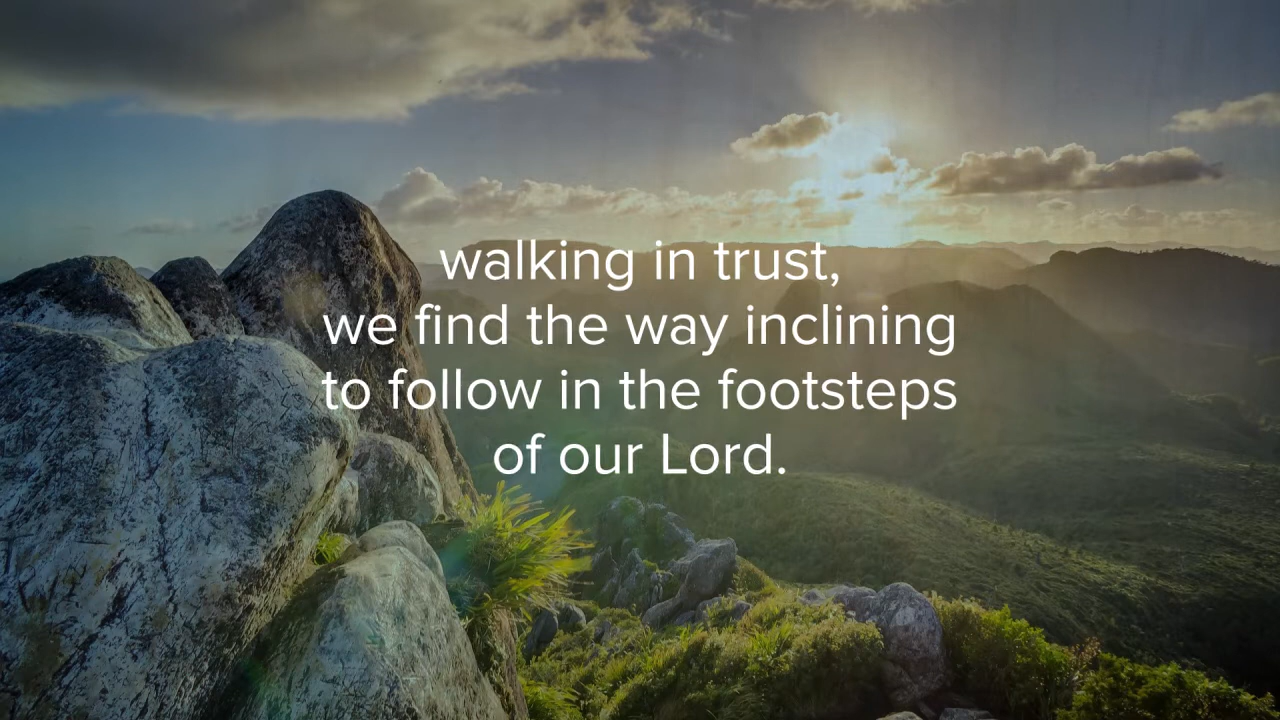 walking in trust,
we find the way inclining
to follow in the footsteps
of our Lord.